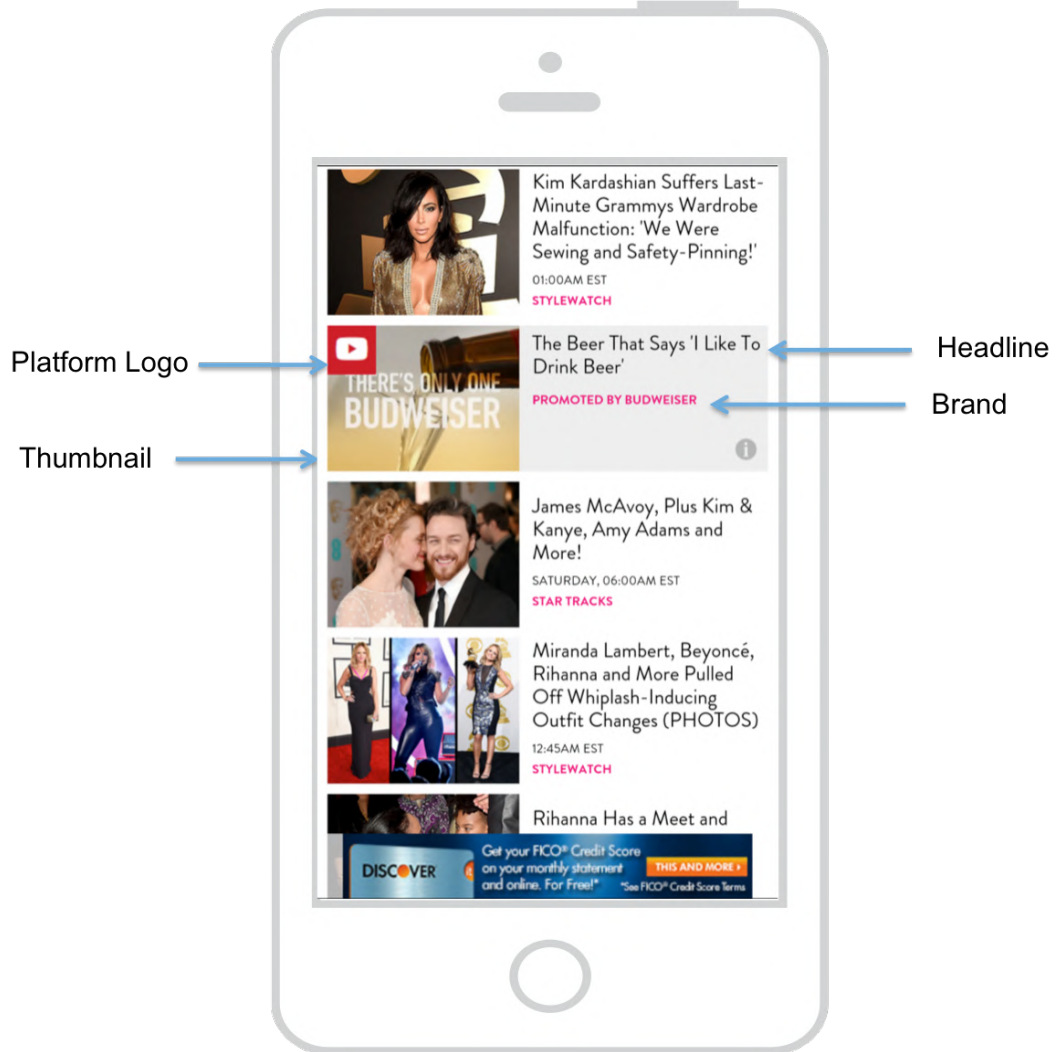 Kim Kardashian Suffers Last-
Minute Grammys Wardrobe
Malfunction: 'We Were
Sewing and Safety-Pinning!'
01:00AM EST
STYLEWATCH
Platform Logo
Thumbnail
THERE'S ONLY ONE
BUDWEISER
The Beer That Says 'I Like To
Drink Beer'
PROMOTED BY BUDWEISER
i
Headline
Brand
James McAvoy, Plus Kim &
Kanye, Amy Adams and
More!
SATURDAY, 06:00AM EST
STAR TRACKS
Miranda Lambert, Beyoncé,
Rihanna and More Pulled
Off Whiplash-Inducing
Outfit Changes (PHOTOS)
12:45AM EST
STYLEWATCH
Rihanna Has a Meet and
DISCOVER
Get your FICO® Credit Score
on your monthly statement
and online. For Free!*
THIS AND MORE ›
*See FICO® Credit Score Terms